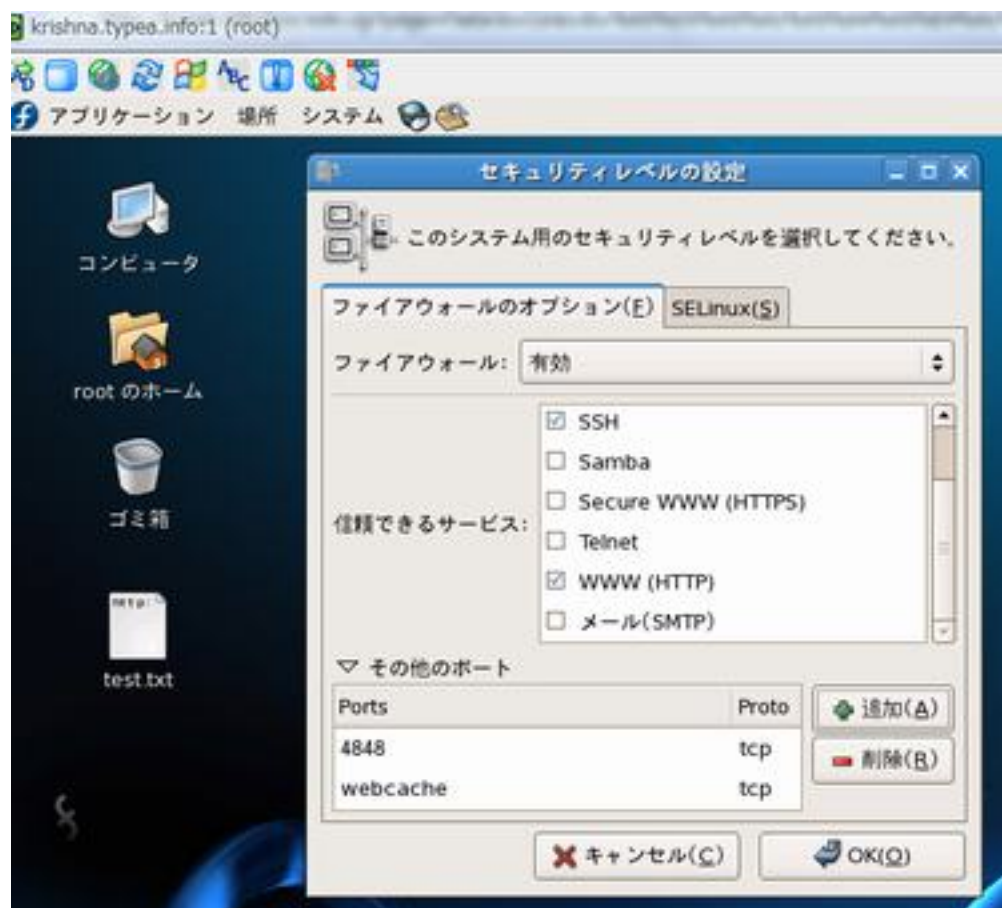 krishna.typea.info:1 (root)
アプリケーション 場所 システム
セキュリティレベルの設定
このシステム用のセキュリティレベルを選択してください。
ファイアウォールのオプション(F) SELinux(S)
ファイアウォール: 有効
SSH
Samba
Secure WWW (HTTPS)
信頼できるサービス:
Telnet
WWW (HTTP)
メール(SMTP)
その他のポート
Ports Proto
追加(A)
4848 tcp
削除(R)
webcache tcp
キャンセル(C) OK(O)
コンピュータ
root のホーム
ゴミ箱
http:
test.txt